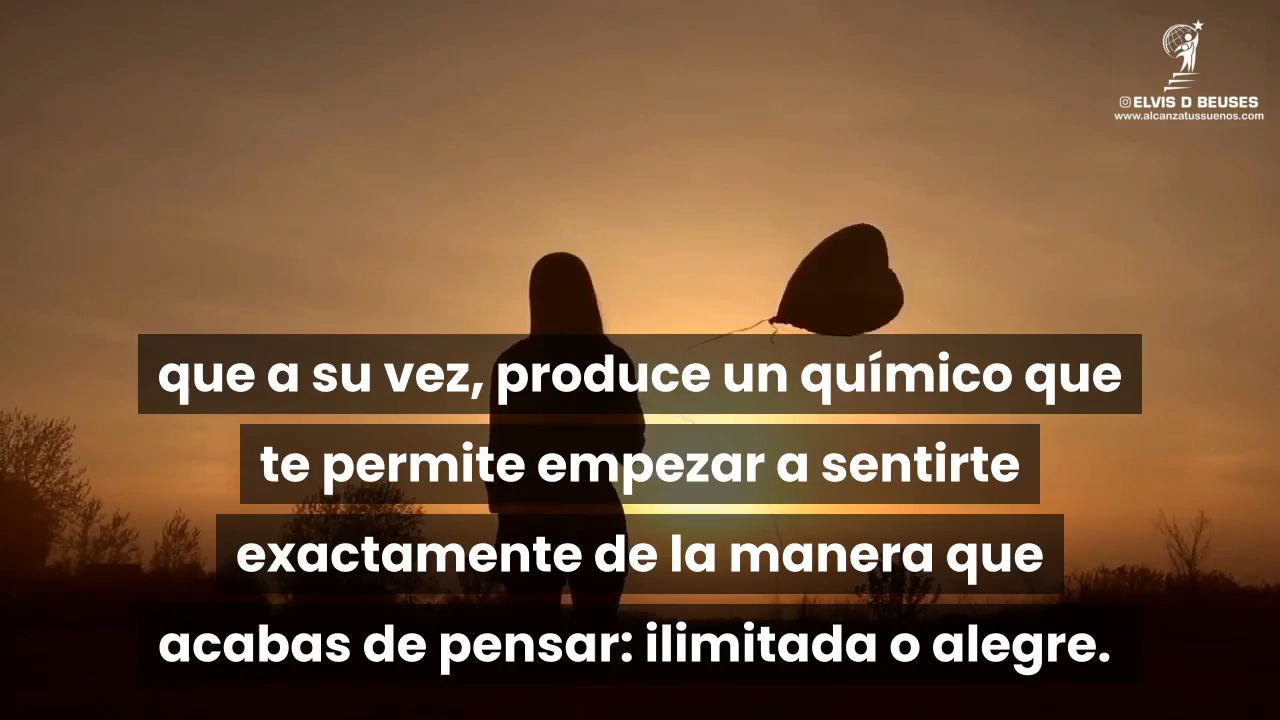 ELVIS D BEUSES
www.alcanzatussuenos.com
que a su vez, produce un químico que
te permite empezar a sentirte
exactamente de la manera que
acabas de pensar: ilimitada o alegre.